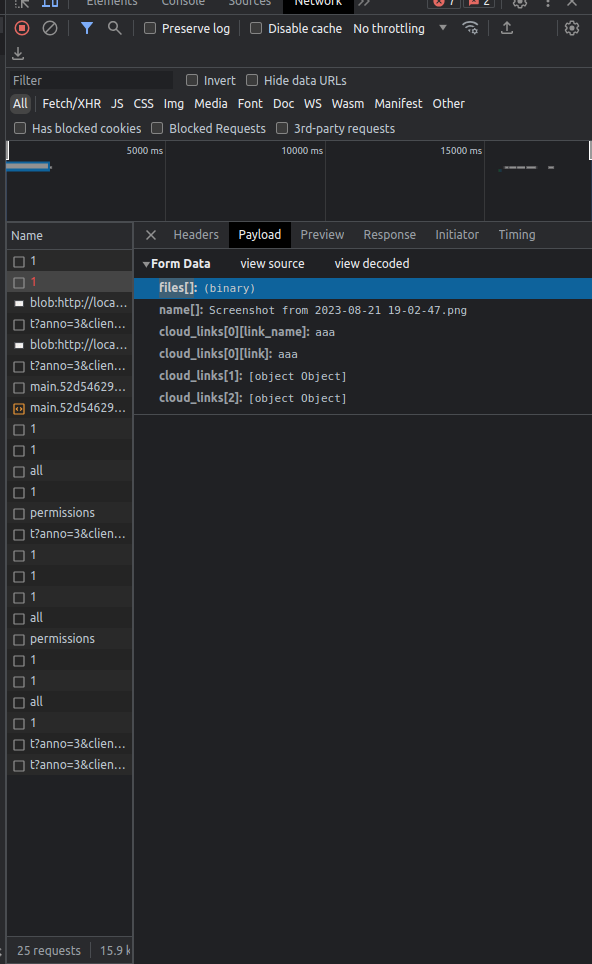 Elements Console Sources Network 7 2
Preserve log Disable cache No throttling
Filter Invert Hide data URLs
All Fetch/XHR JS CSS Img Media Font Doc WS Wasm Manifest Other
Has blocked cookies Blocked Requests 3rd-party requests
5000 ms 10000 ms 15000 ms
Name
1
1
blob:http://loca...
t?anno=3&clien...
blob:http://loca...
t?anno=3&clien...
main.52d54629...
main.52d54629...
1
1
all
1
permissions
t?anno=3&clien...
1
1
1
all
permissions
1
1
all
1
t?anno=3&clien...
t?anno=3&clien...
25 requests 15.9 k
Headers Payload Preview Response Initiator Timing
Form Data view source view decoded
files[]: (binary)
name[]: Screenshot from 2023-08-21 19-02-47.png
cloud_links[0][link_name]: aaa
cloud_links[0][link]: aaa
cloud_links[1]: [object Object]
cloud_links[2]: [object Object]